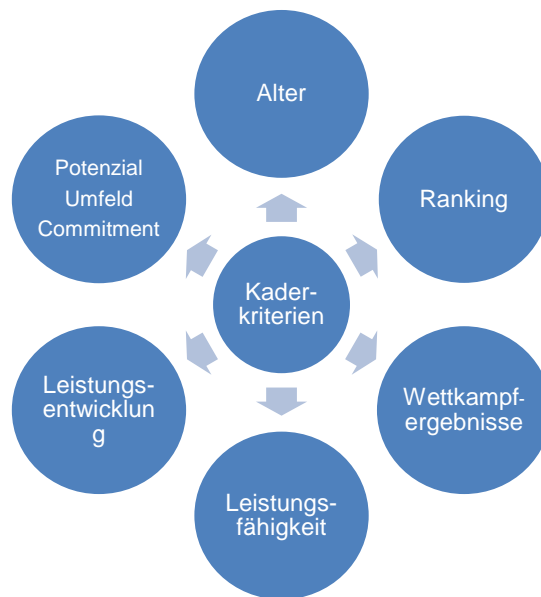 Alter
Potenzial
Umfeld
Commitment
Ranking
Kader-
kriterien
Leistungs-
entwicklun
g
Wettkampf-
ergebnisse
Leistungs-
fähigkeit